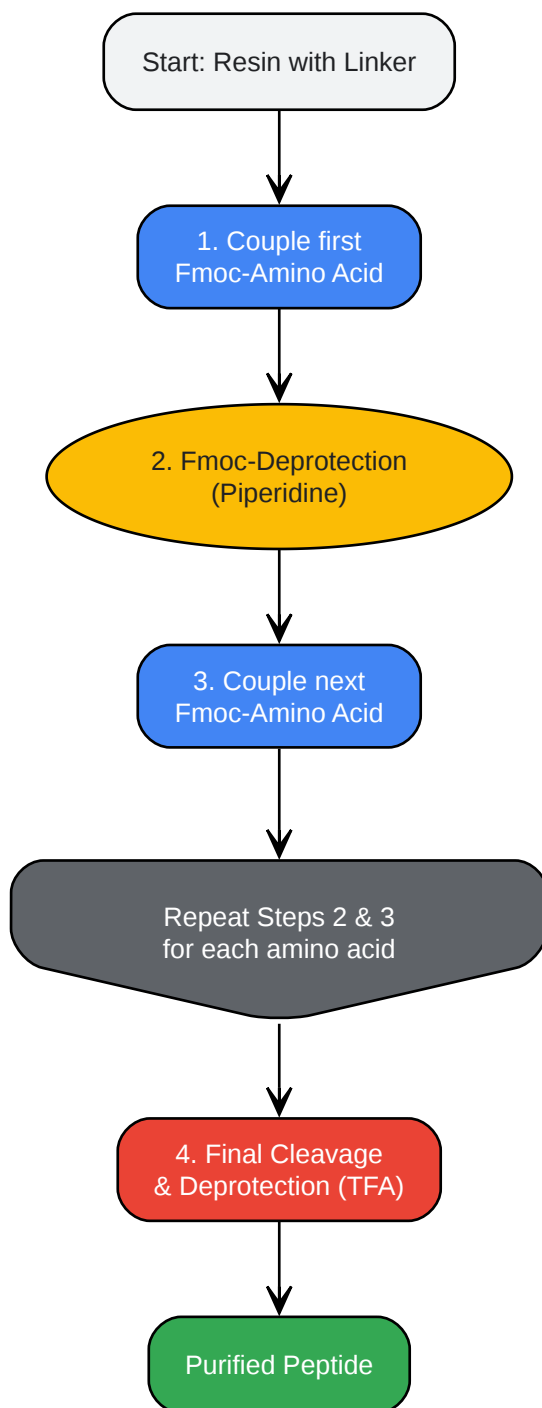 Start: Resin with Linker
1. Couple first
Fmoc-Amino Acid
2. Fmoc-Deprotection
(Piperidine)
3. Couple next
Fmoc-Amino Acid
Repeat Steps 2 & 3
for each amino acid
4. Final Cleavage
& Deprotection (TFA)
Purified Peptide